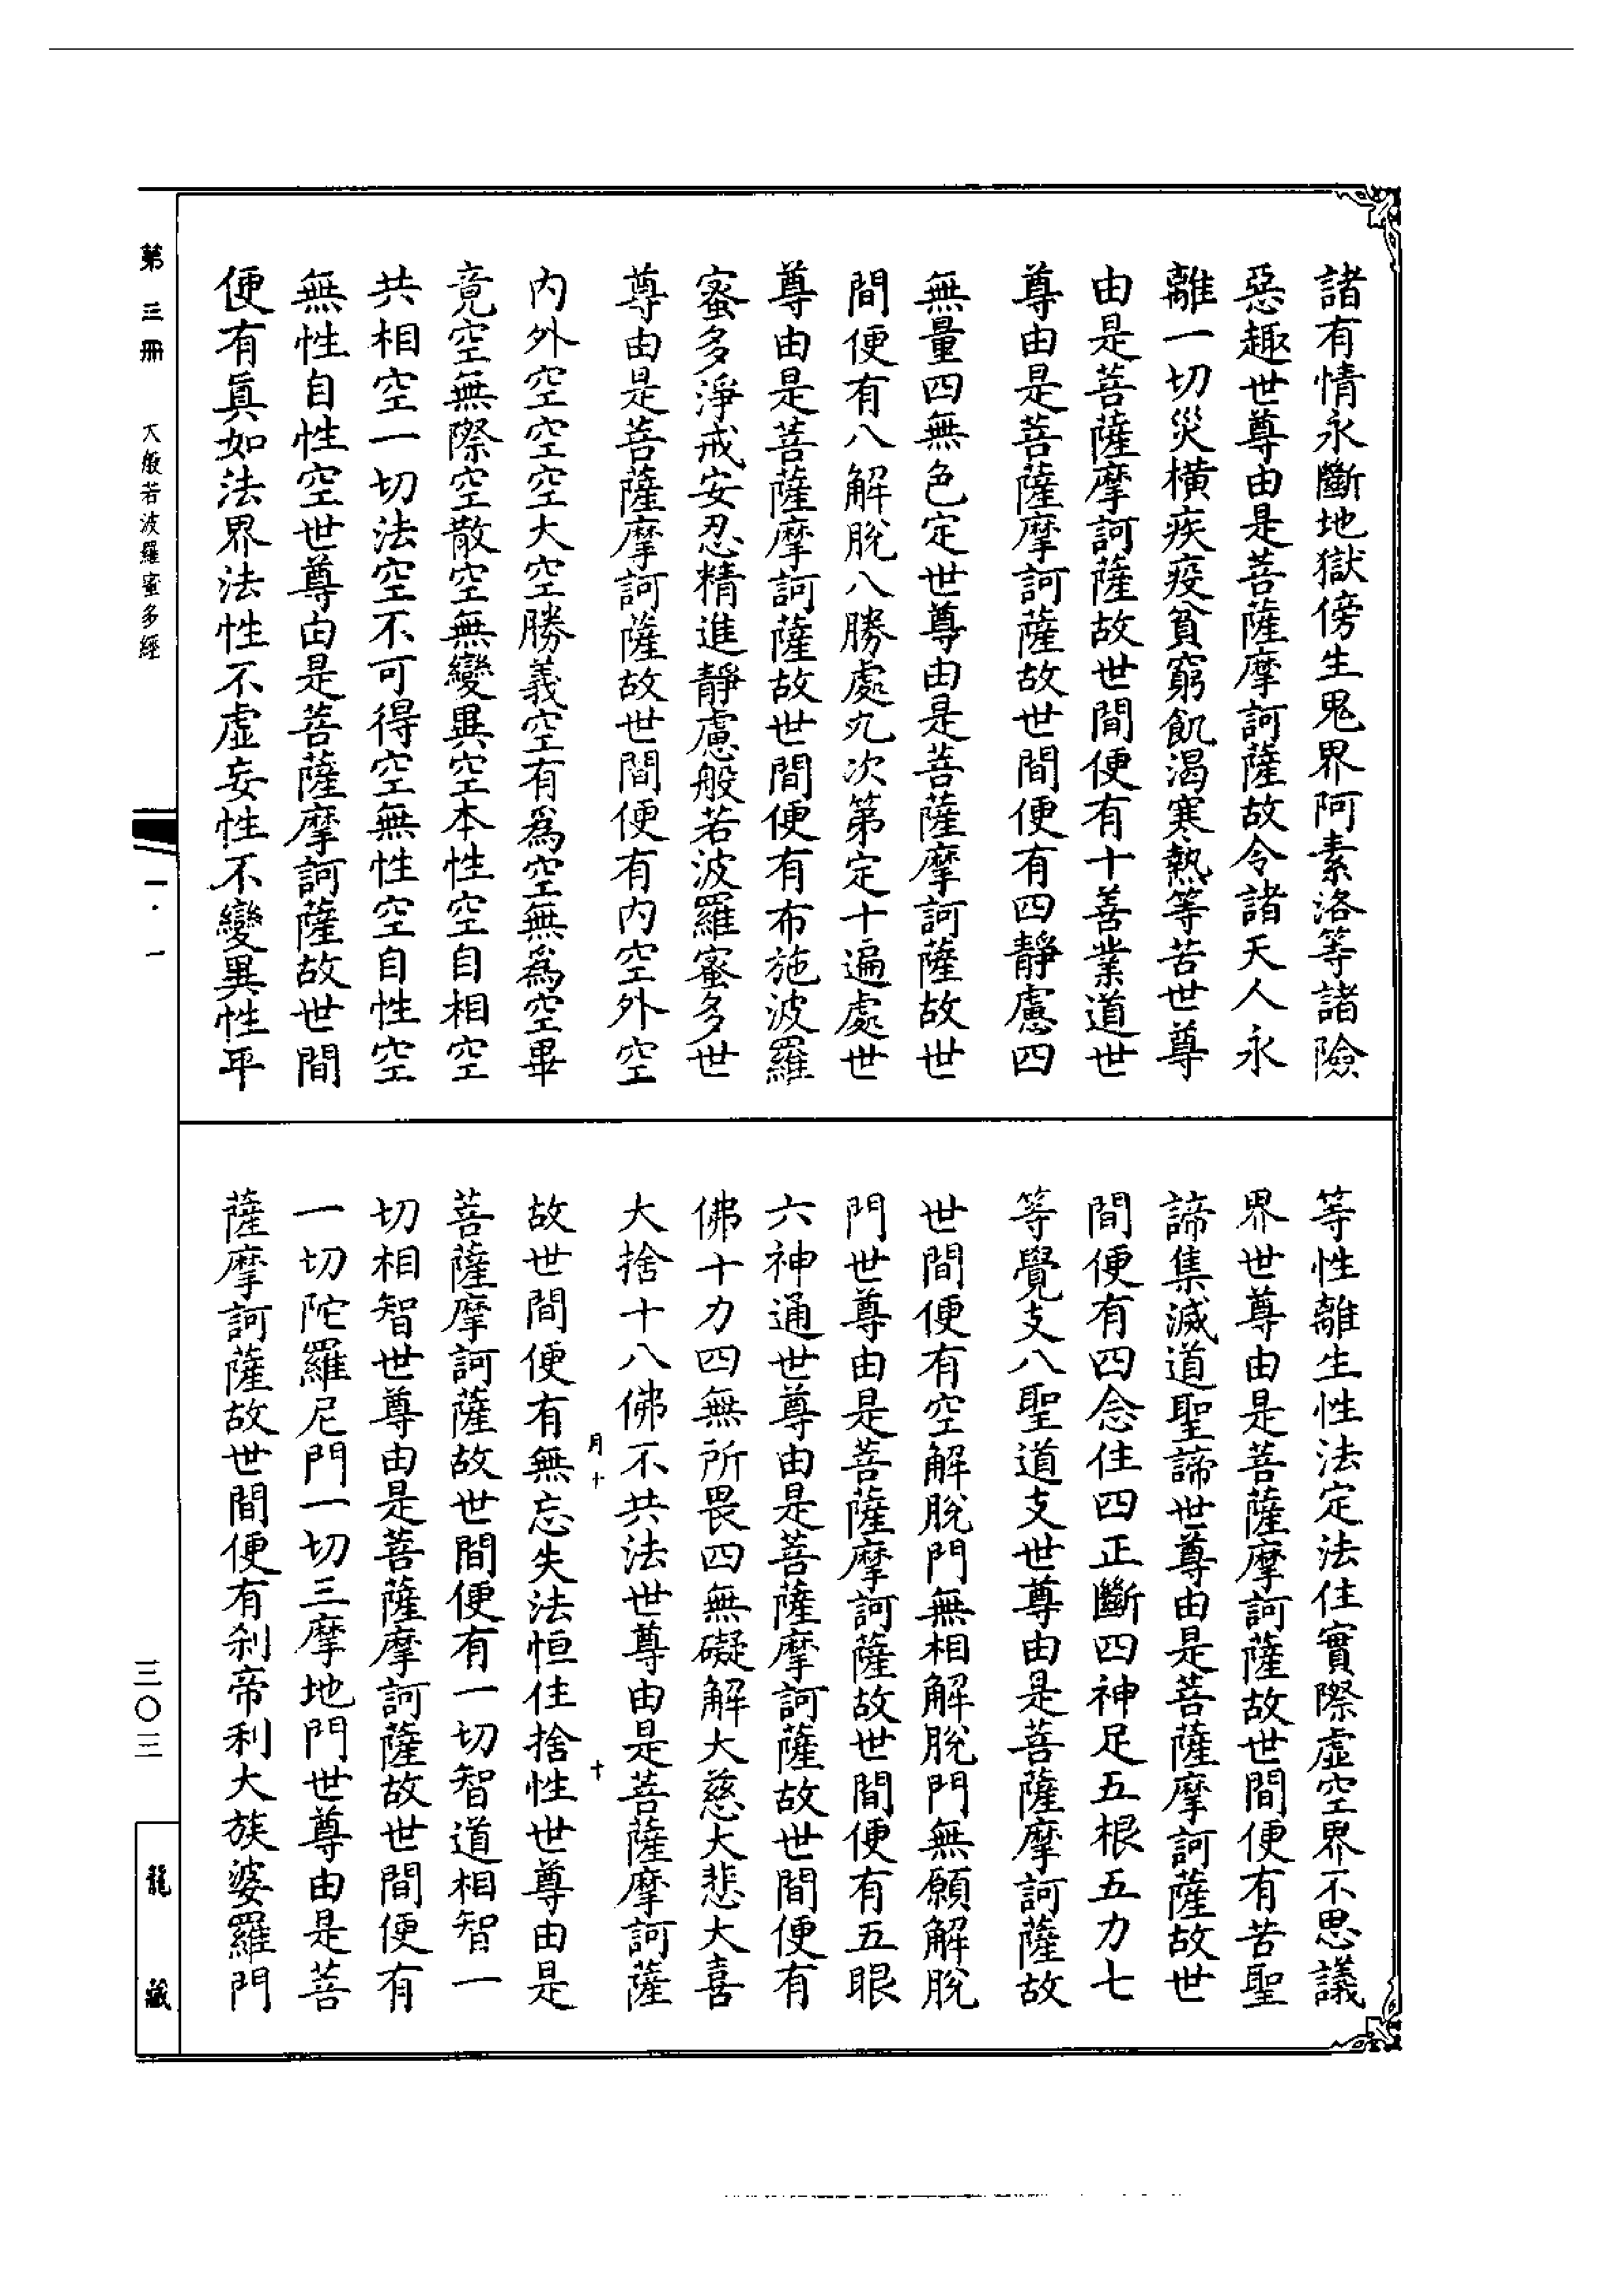 諸有情永斷地獄傍生鬼界阿素洛等諸險
惡趣世尊由是菩薩摩訶薩故令諸天人永
離一切災橫疾疫貧窮飢渴寒熱等苦世尊
由是菩薩摩訶薩故世間便有十善業道世
尊由是菩薩摩訶薩故世間便有四靜慮四
無量四無色定世尊由是菩薩摩訶薩故世
間便有八解脫八勝處九次第定十遍處世
尊由是菩薩摩訶薩故世間便有布施波羅
蜜多淨戒安忍精進靜慮般若波羅蜜多世
尊由是菩薩摩訶薩故世間便有內空外空
內外空空空大空勝義空有為空無為空畢
竟空無際空散空無變異空本性空自相空
共相空一切法空不可得空無性空自性空
無性自性空世尊由是菩薩摩訶薩故世間
便有眞如法界法性不虛妄性不變異性平
等性離生性法定法住實際虛空界不思議
界世尊由是菩薩摩訶薩故世間便有苦聖
諦集滅道聖諦世尊由是菩薩摩訶薩故世
間便有四念住四正斷四神足五根五力七
等覺支八聖道支世尊由是菩薩摩訶薩故
世間便有空解脫門無相解脫門無願解脫
門世尊由是菩薩摩訶薩故世間便有五眼
六神通世尊由是菩薩摩訶薩故世間便有
佛十力四無所畏四無礙解大慈大悲大喜
大捨十八佛不共法世尊由是菩薩摩訶薩
月十
十
故世間便有無忘失法恒住捨性世尊由是
菩薩摩訶薩故世間便有一切智道相智一
切相智世尊由是菩薩摩訶薩故世間便有
一切陀羅尼門一切三摩地門世尊由是菩
薩摩訶薩故世間便有剎帝利大族婆羅門
第三冊
大般若波羅蜜多經
一·一
三〇三
龍藏